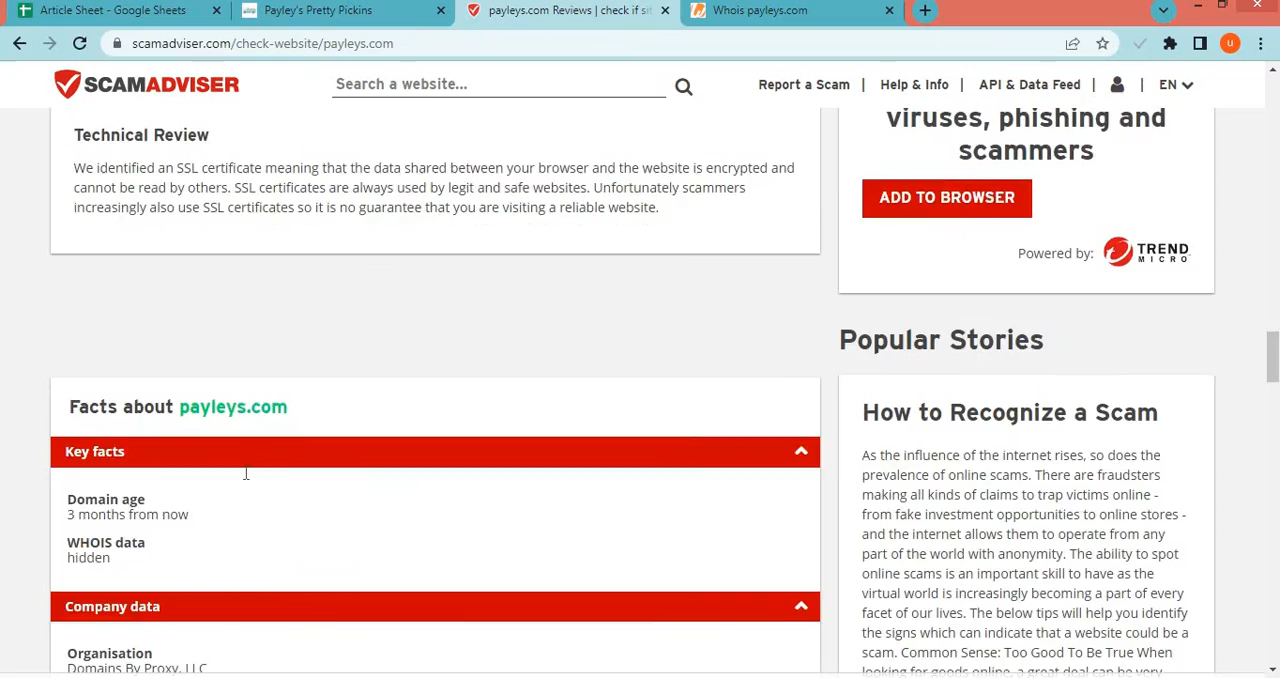 Article Sheet - Google Sheets
Payley's Pretty Pickins
payleys.com Reviews | check if sit
Whois payleys.com
scamadviser.com/check-website/payleys.com
u
SCAMADVISER
Search a website...
Report a Scam | Help & Info | API & Data Feed | | EN
Technical Review
We identified an SSL certificate meaning that the data shared between your browser and the website is encrypted and
cannot be read by others. SSL certificates are always used by legit and safe websites. Unfortunately scammers
increasingly also use SSL certificates so it is no guarantee that you are visiting a reliable website.
viruses, phishing and
scammers
ADD TO BROWSER
Powered by: TREND
MICRO
Facts about payleys.com
Key facts
Domain age
3 months from now
WHOIS data
hidden
Company data
Organisation
Domains By Proxy, LLC
Popular Stories
How to Recognize a Scam
As the influence of the internet rises, so does the
prevalence of online scams. There are fraudsters
making all kinds of claims to trap victims online -
from fake investment opportunities to online stores -
and the internet allows them to operate from any
part of the world with anonymity. The ability to spot
online scams is an important skill to have as the
virtual world is increasingly becoming a part of every
facet of our lives. The below tips will help you identify
the signs which can indicate that a website could be a
scam. Common Sense: Too Good To Be True When
looking for goods online, a great deal can be very